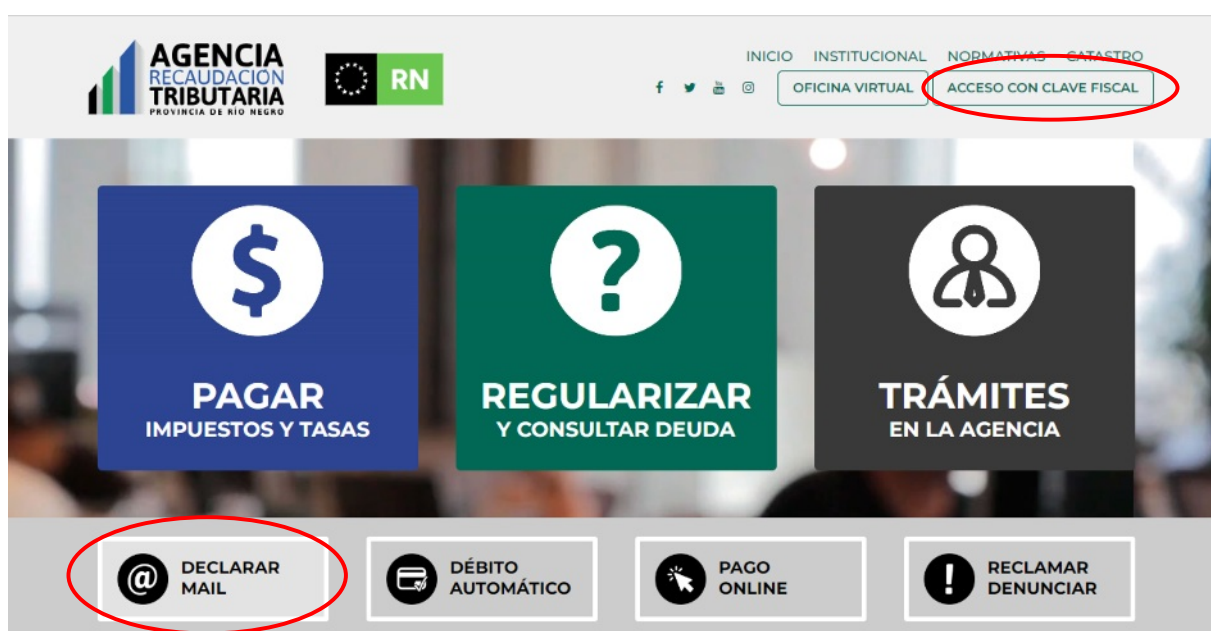 AGENCIA
RECAUDACIÓN
TRIBUTARIA
PROVINCIA DE RÍO NEGRO
RN
INICIO INSTITUCIONAL NORMATIVAS CATASTRO
OFICINA VIRTUAL ACCESO CON CLAVE FISCAL
$
PAGAR
IMPUESTOS Y TASAS
?
REGULARIZAR
Y CONSULTAR DEUDA
TRÁMITES
EN LA AGENCIA
@
DECLARAR
MAIL
DÉBITO
AUTOMÁTICO
PAGO
ONLINE
!
RECLAMAR
DENUNCIAR